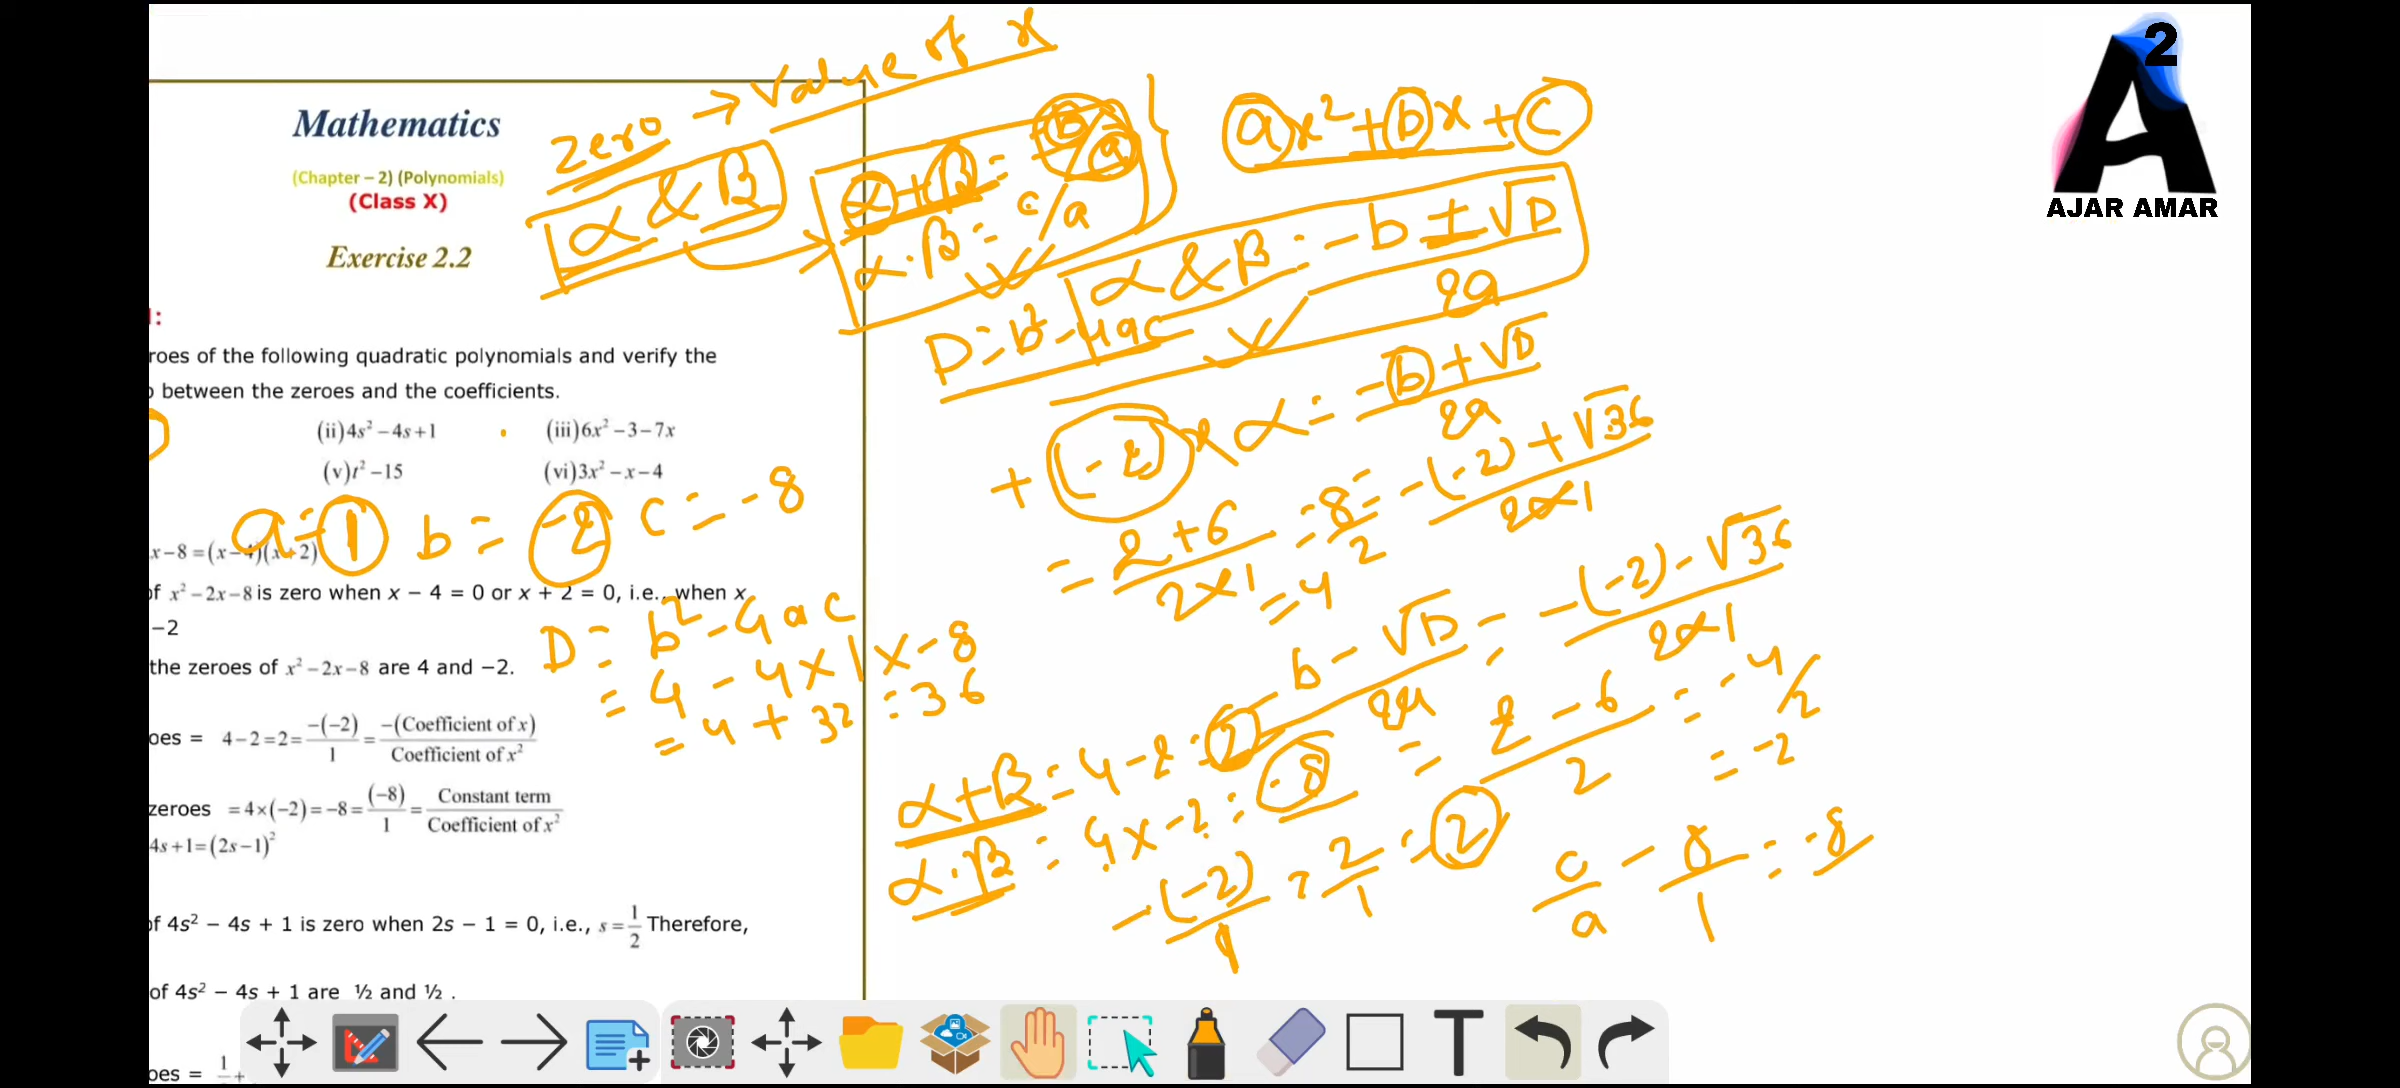 Mathematics
(Chapter – 2) (Polynomials)
(Class X)
Exercise 2.2
1:
roes of the following quadratic polynomials and verify the
between the zeroes and the coefficients.
(ii)4s² – 4s + 1 (iii)6x² – 3 – 7x
(v)t² – 15 (vi)3x² – x – 4
x – 8 = (x – 4)(x + 2)
of x² – 2x – 8 is zero when x – 4 = 0 or x + 2 = 0, i.e., when x
–2
the zeroes of x² – 2x – 8 are 4 and –2.
oes = 4 – 2 = 2 = –(–2)/1 = –(Coefficient of x)/Coefficient of x²
zeroes = 4×(–2) = –8 = (–8)/1 = Constant term/Coefficient of x²
4s + 1 = (2s – 1)²
of 4s² – 4s + 1 is zero when 2s – 1 = 0, i.e., s = 1/2 Therefore,
of 4s² – 4s + 1 are ½ and ½ .
oes = 1 +
zero → value of x
α & β
α + β = -b/a
α · β = c/a
ax² + bx + c
α & β = -b ± √D / 2a
D = b² - 4ac
+ (-2) × α = -b + √D / 2a
= -(-2) + √36 / 2×1
= 2+6 / 2×1 = 8/2 = 4
a = 1 b = -2 c = -8
D = b² - 4ac
= 4 - 4×1×-8
= 4 + 32 = 36
- b - √D / 2a = -(-2) - √36 / 2×1
= 2 - 6 / 2 = -4/2
= -2
α + β = 4 - 2 = 2
α · β = 4 × -2 = -8
-(-2)/1 = 2/1 = 2
c/a - 8/1 = -8
A2
AJAR AMAR
T